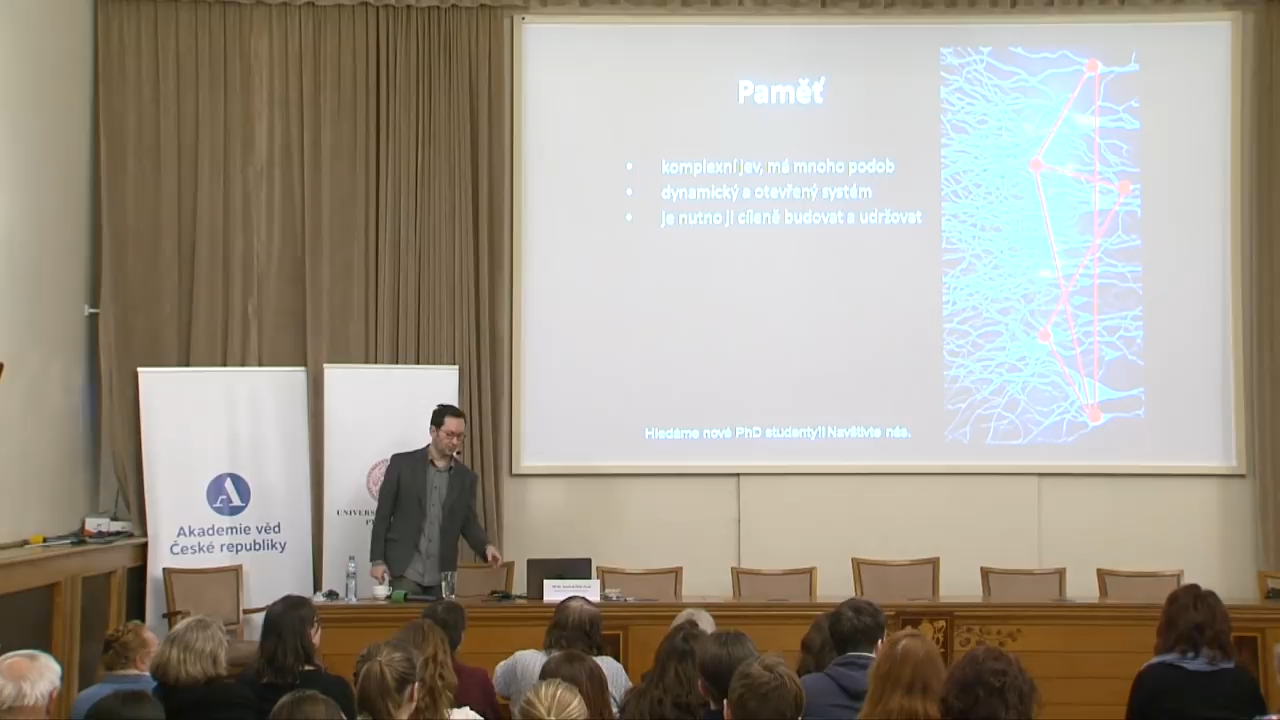 Paměť
• komplexní jev, má mnoho podob
• dynamický a otevřený systém
• je nutno ji cíleně budovat a udržovat
Hledáme nové PhD studenty!! Navštivte nás.
Akademie věd
České republiky